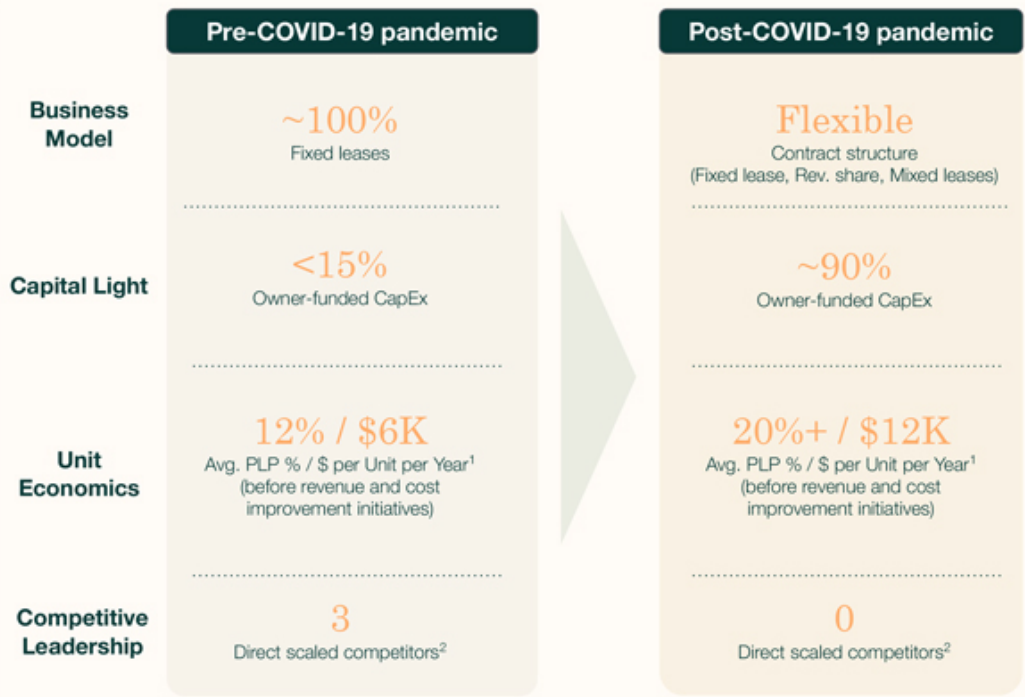 Pre-COVID-19 pandemic
Post-COVID-19 pandemic
Business
Model
~100%
Fixed leases
Flexible
Contract structure
(Fixed lease, Rev. share, Mixed leases)
Capital Light
<15%
Owner-funded CapEx
~90%
Owner-funded CapEx
Unit
Economics
12% / $6K
Avg. PLP % / $ per Unit per Year¹
(before revenue and cost
improvement initiatives)
20%+ / $12K
Avg. PLP % / $ per Unit per Year¹
(before revenue and cost
improvement initiatives)
Competitive
Leadership
3
Direct scaled competitors²
0
Direct scaled competitors²